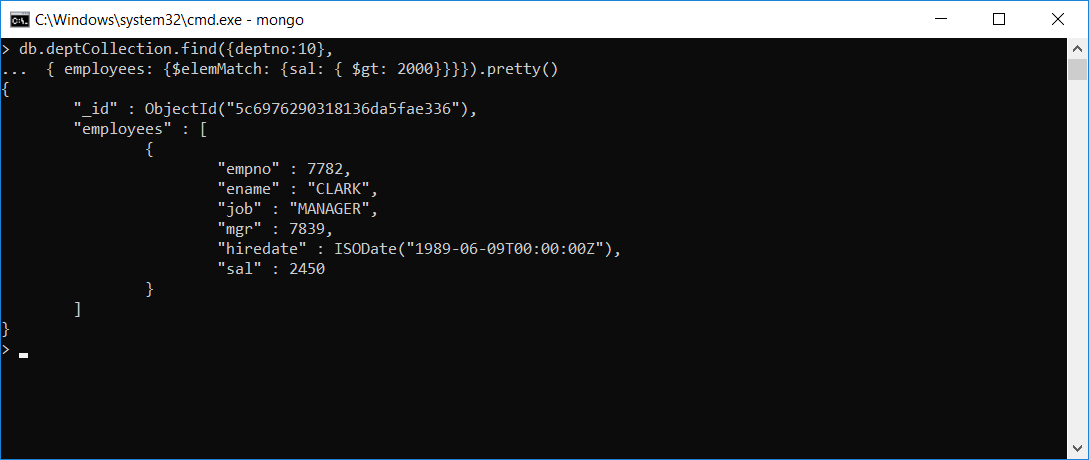 C:\Windows\system32\cmd.exe - mongo
> db.deptCollection.find({deptno:10},
...  { employees: {$elemMatch: {sal: { $gt: 2000}}}}).pretty()
{
        "_id" : ObjectId("5c6976290318136da5fae336"),
        "employees" : [
                {
                        "empno" : 7782,
                        "ename" : "CLARK",
                        "job" : "MANAGER",
                        "mgr" : 7839,
                        "hiredate" : ISODate("1989-06-09T00:00:00Z"),
                        "sal" : 2450
                }
        ]
}
>